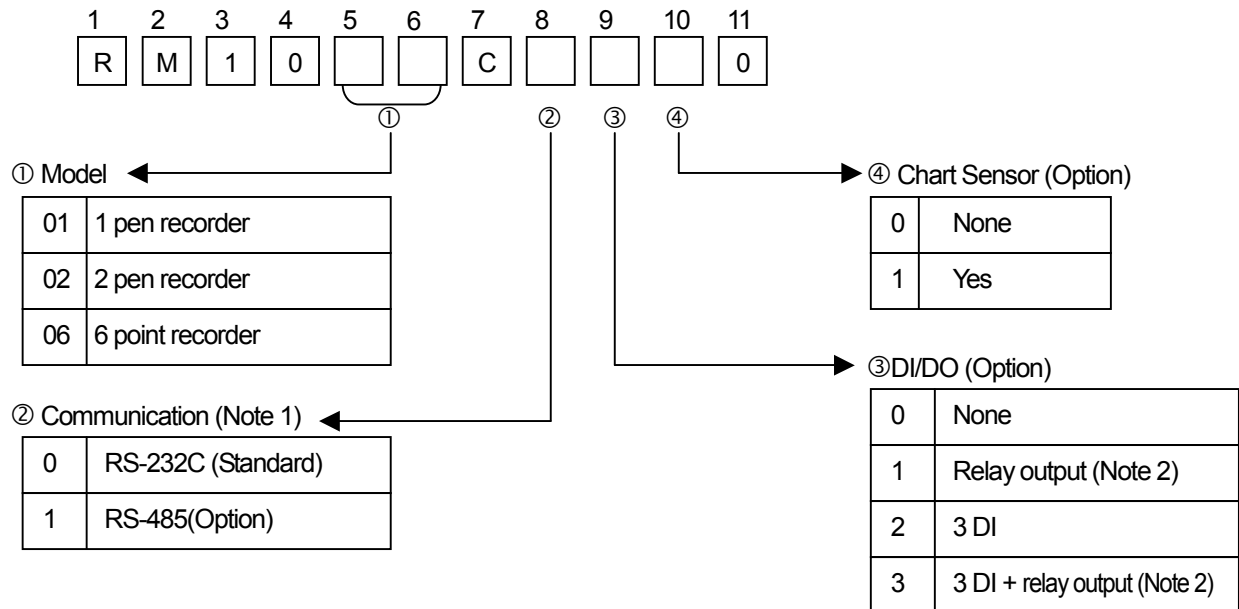 1 2 3 4 5 6 7 8 9 10 11
R M 1 0 C 0
① ② ③ ④
① Model
01 1 pen recorder
02 2 pen recorder
06 6 point recorder
② Communication (Note 1)
0 RS-232C (Standard)
1 RS-485(Option)
④ Chart Sensor (Option)
0 None
1 Yes
③DI/DO (Option)
0 None
1 Relay output (Note 2)
2 3 DI
3 3 DI + relay output (Note 2)